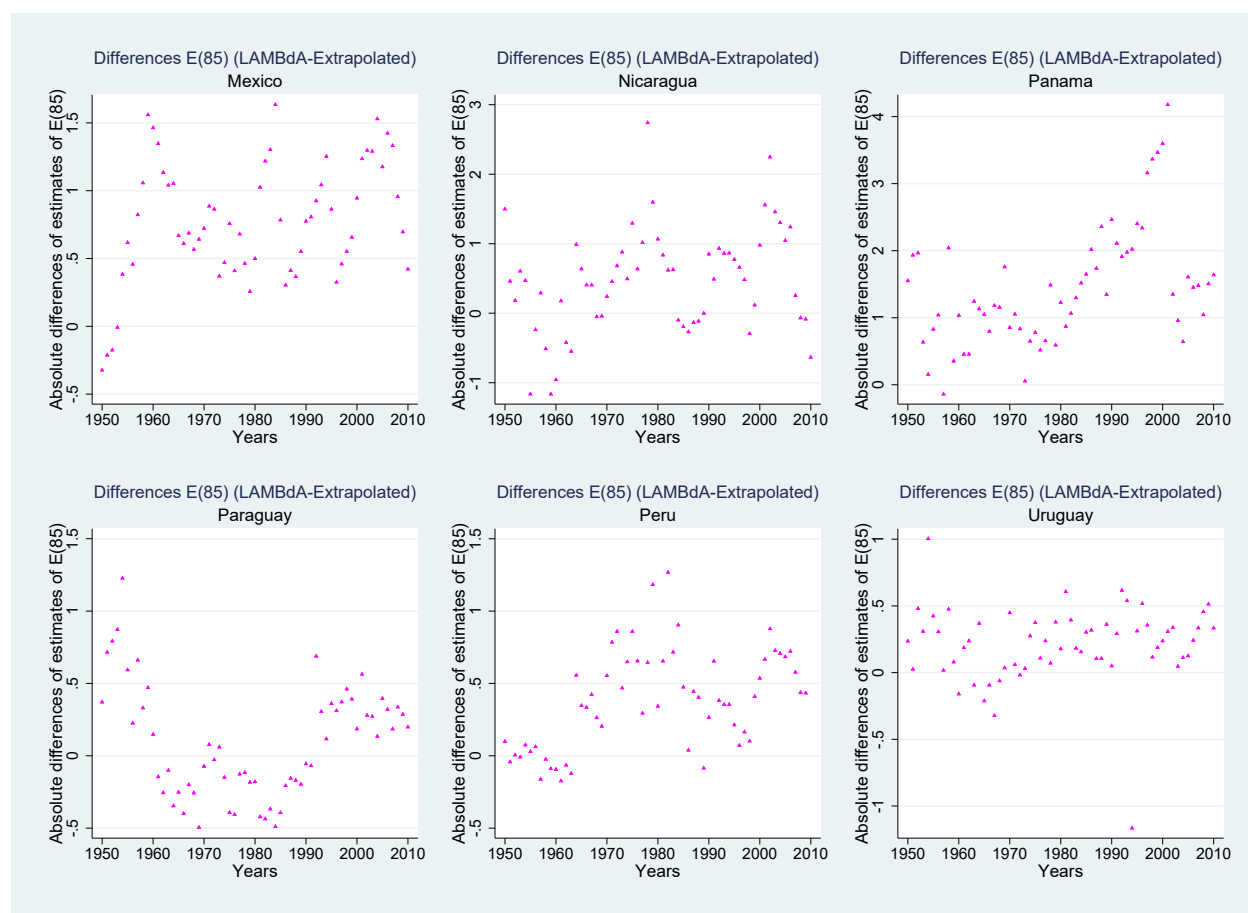 Differences E(85) (LAMBdA-Extrapolated)
Mexico
Absolute differences of estimates of E(85)
-.5
0
.5
1
1.5
1950 1960 1970 1980 1990 2000 2010
Years
Differences E(85) (LAMBdA-Extrapolated)
Nicaragua
Absolute differences of estimates of E(85)
-1
0
1
2
3
1950 1960 1970 1980 1990 2000 2010
Years
Differences E(85) (LAMBdA-Extrapolated)
Panama
Absolute differences of estimates of E(85)
0
1
2
3
4
1950 1960 1970 1980 1990 2000 2010
Years
Differences E(85) (LAMBdA-Extrapolated)
Paraguay
Absolute differences of estimates of E(85)
-.5
0
.5
1
1.5
1950 1960 1970 1980 1990 2000 2010
Years
Differences E(85) (LAMBdA-Extrapolated)
Peru
Absolute differences of estimates of E(85)
-.5
0
.5
1
1.5
1950 1960 1970 1980 1990 2000 2010
Years
Differences E(85) (LAMBdA-Extrapolated)
Uruguay
Absolute differences of estimates of E(85)
-1
-.5
0
.5
1
1950 1960 1970 1980 1990 2000 2010
Years